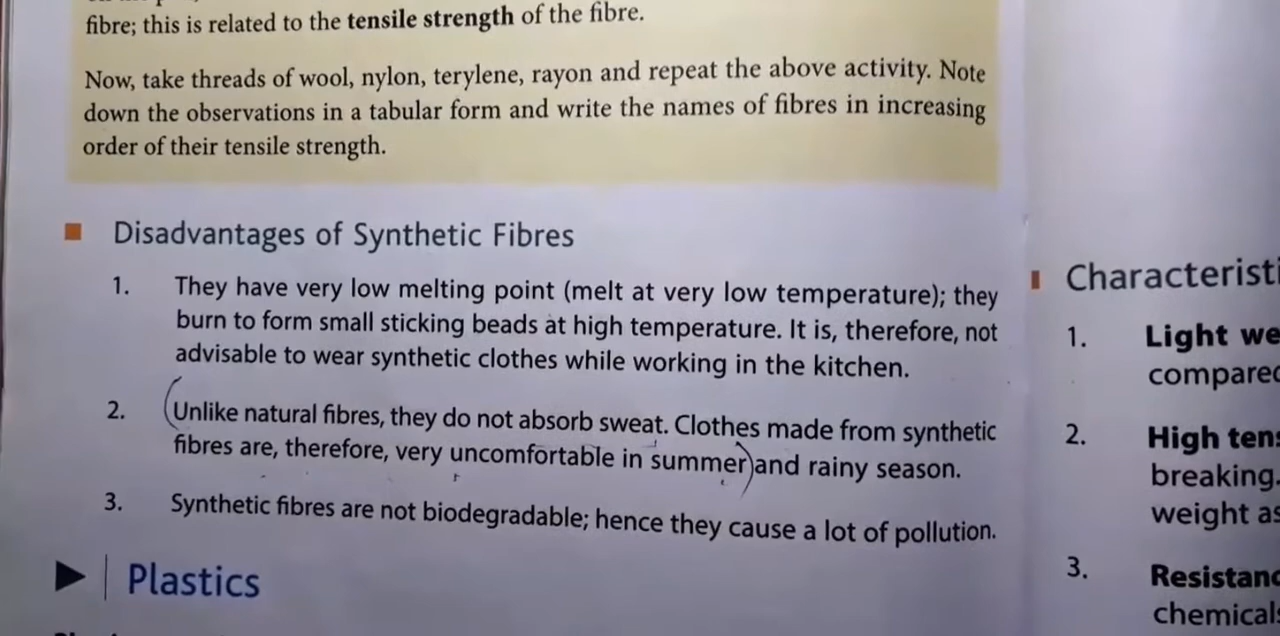 fibre; this is related to the tensile strength of the fibre.
Now, take threads of wool, nylon, terylene, rayon and repeat the above activity. Note
down the observations in a tabular form and write the names of fibres in increasing
order of their tensile strength.
Disadvantages of Synthetic Fibres
1. They have very low melting point (melt at very low temperature); they
burn to form small sticking beads at high temperature. It is, therefore, not
advisable to wear synthetic clothes while working in the kitchen.
2. Unlike natural fibres, they do not absorb sweat. Clothes made from synthetic
fibres are, therefore, very uncomfortable in summer and rainy season.
3. Synthetic fibres are not biodegradable; hence they cause a lot of pollution.
Plastics
Characteristi
1. Light we
compared
2. High tens
breaking.
weight as
3. Resistanc
chemicals